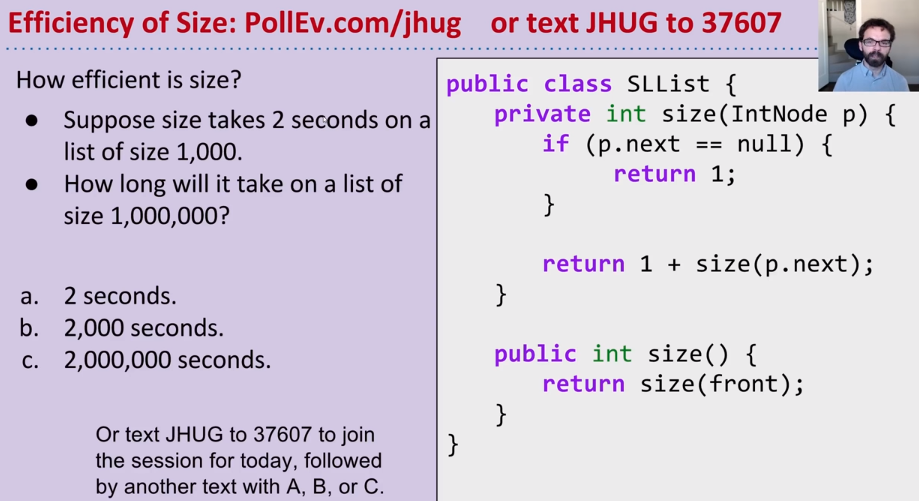 Efficiency of Size: PollEv.com/jhug or text JHUG to 37607
How efficient is size?
● Suppose size takes 2 seconds on a
list of size 1,000.
● How long will it take on a list of
size 1,000,000?
a. 2 seconds.
b. 2,000 seconds.
c. 2,000,000 seconds.
Or text JHUG to 37607 to join
the session for today, followed
by another text with A, B, or C.
public class SLList {
private int size(IntNode p) {
if (p.next == null) {
return 1;
}
return 1 + size(p.next);
}
public int size() {
return size(front);
}
}